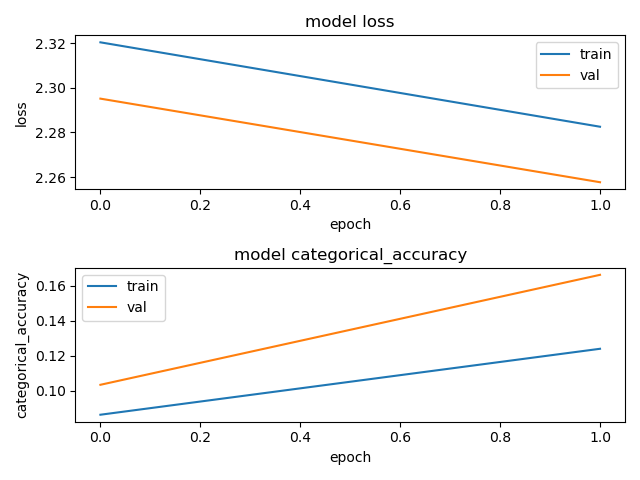 model loss
2.32
2.30
2.28
2.26
loss
train
val
0.0 0.2 0.4 0.6 0.8 1.0
epoch
model categorical_accuracy
0.16
0.14
0.12
0.10
categorical_accuracy
train
val
0.0 0.2 0.4 0.6 0.8 1.0
epoch